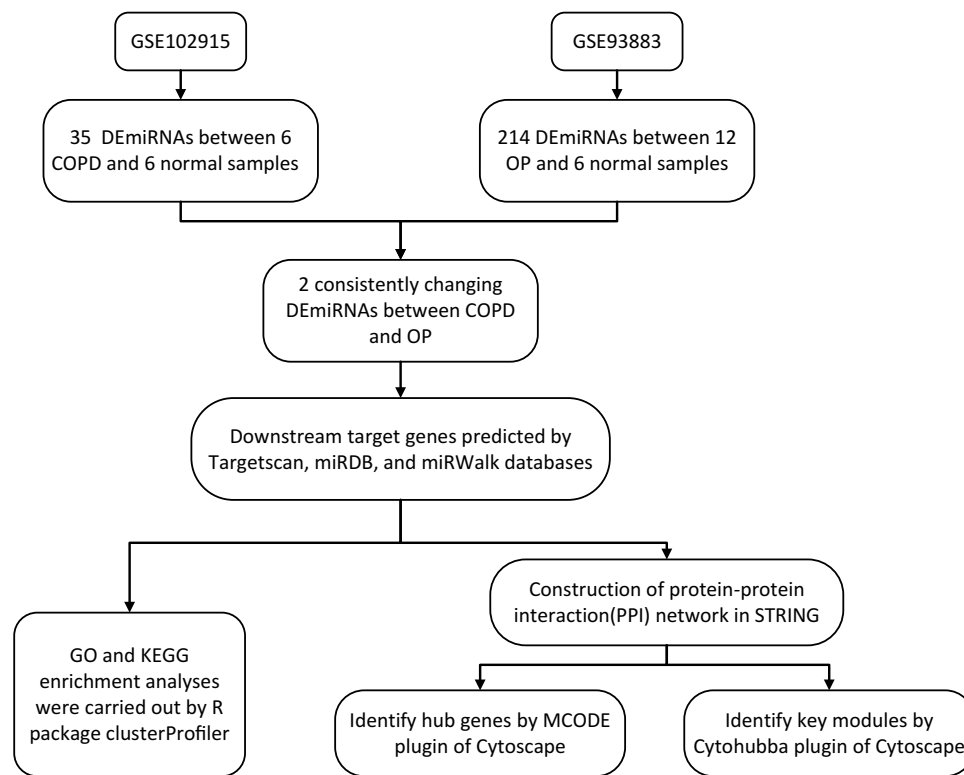 GSE102915
GSE93883
35 DEmiRNAs between 6
COPD and 6 normal samples
214 DEmiRNAs between 12
OP and 6 normal samples
2 consistently changing
DEmiRNAs between COPD
and OP
Downstream target genes predicted by
Targetscan, miRDB, and miRWalk databases
Construction of protein-protein
interaction(PPI) network in STRING
GO and KEGG
enrichment analyses
were carried out by R
package clusterProfiler
Identify hub genes by MCODE
plugin of Cytoscape
Identify key modules by
Cytohubba plugin of Cytoscape